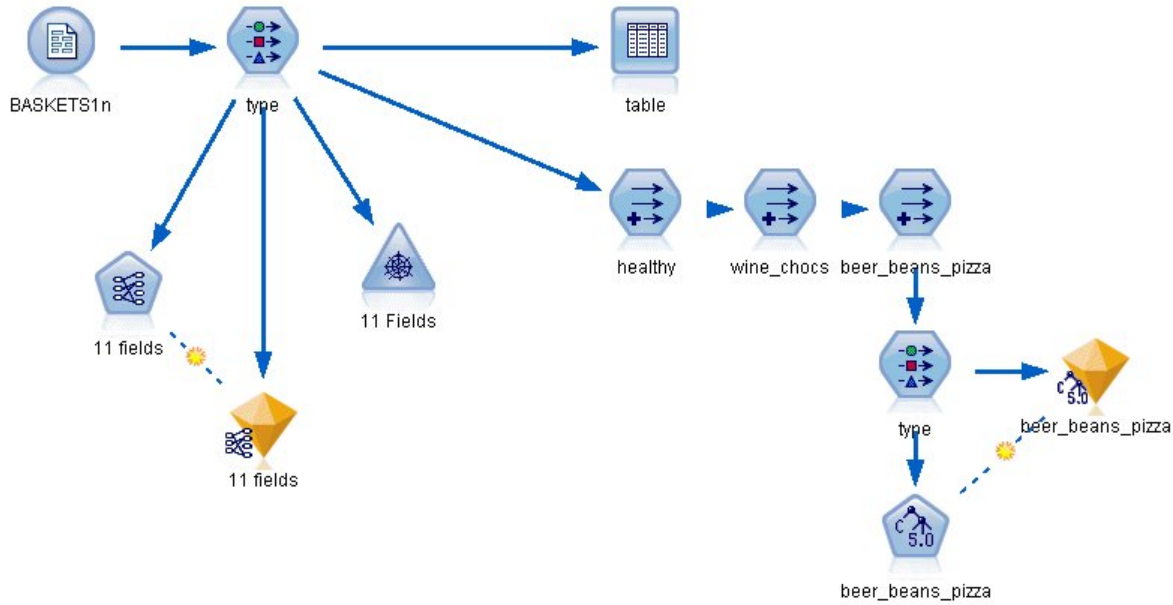 BASKETS1n
type
table
healthy
wine_chocs
beer_beans_pizza
11 fields
11 Fields
11 fields
type
C 5.0
beer_beans_pizza
C 5.0
beer_beans_pizza